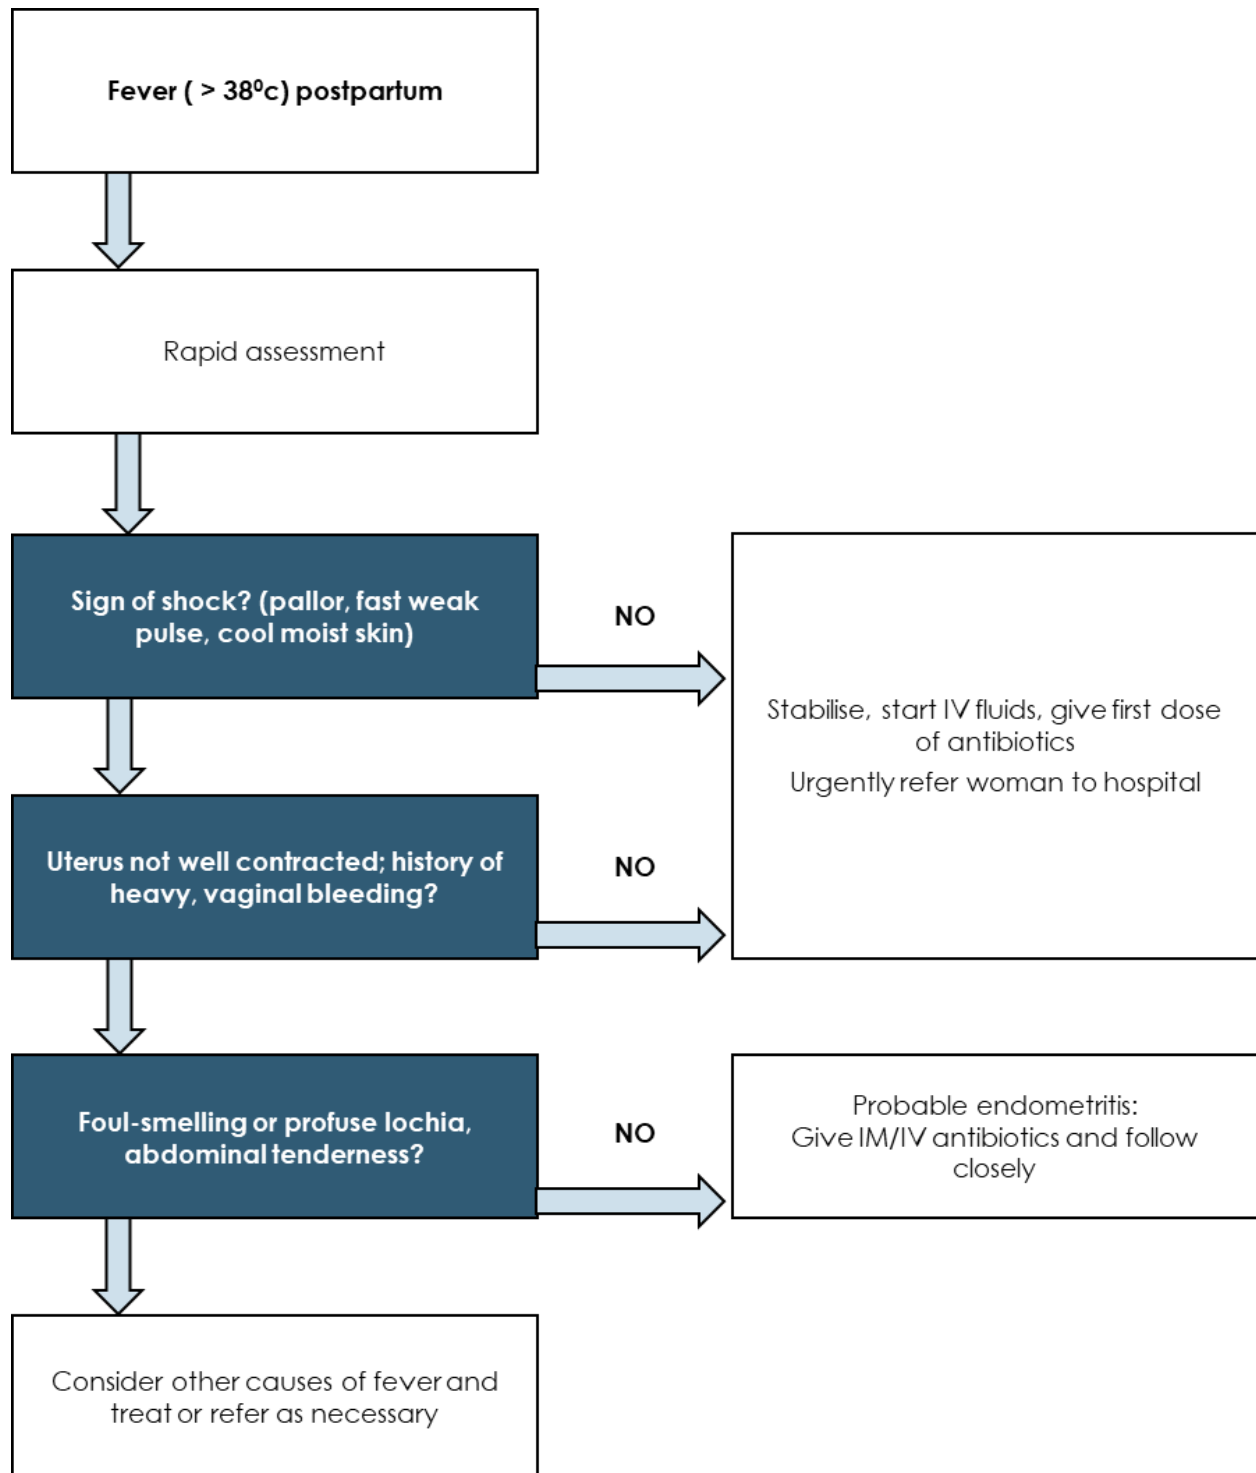 Fever ( > 38⁰c) postpartum
Rapid assessment
Sign of shock? (pallor, fast weak
pulse, cool moist skin)
NO
Stabilise, start IV fluids, give first dose
of antibiotics
Urgently refer woman to hospital
Uterus not well contracted; history of
heavy, vaginal bleeding?
NO
Foul-smelling or profuse lochia,
abdominal tenderness?
NO
Probable endometritis:
Give IM/IV antibiotics and follow
closely
Consider other causes of fever and
treat or refer as necessary